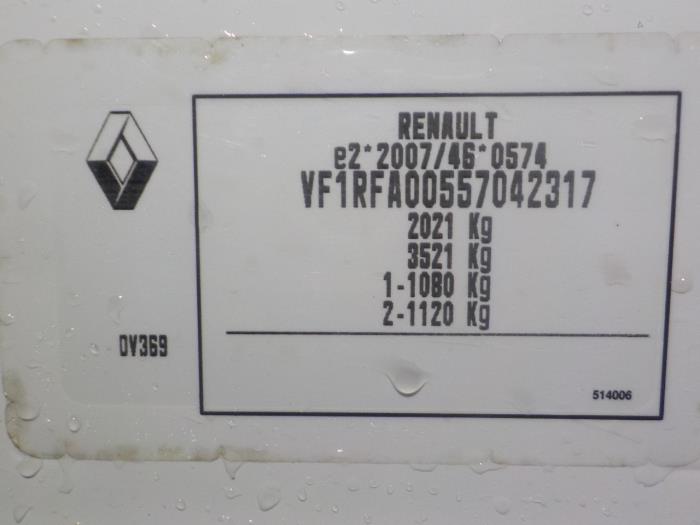 RENAULT
e2*2007/46*0574
VF1RFA00557042317
2021 Kg
3521 Kg
1-1080 Kg
2-1120 Kg
DV369
514006